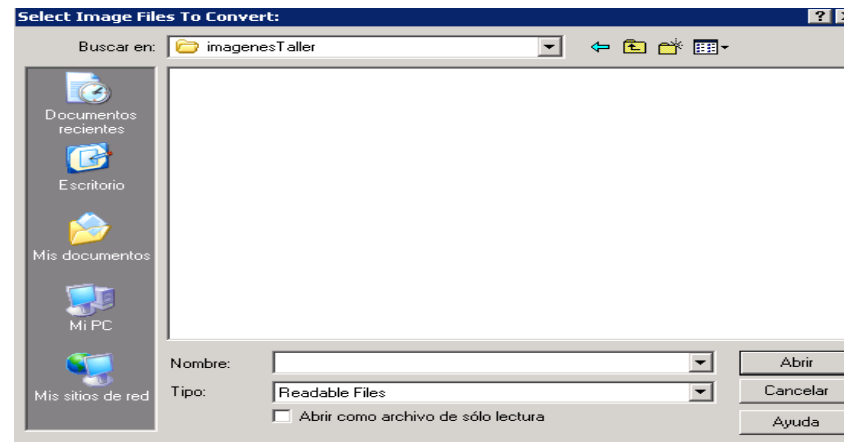 Select Image Files To Convert:
Buscar en:
imagenesTaller
Documentos
recientes
Escritorio
Mis documentos
Mi PC
Mis sitios de red
Nombre:
Tipo:
Readable Files
Abrir como archivo de sólo lectura
Abrir
Cancelar
Ayuda